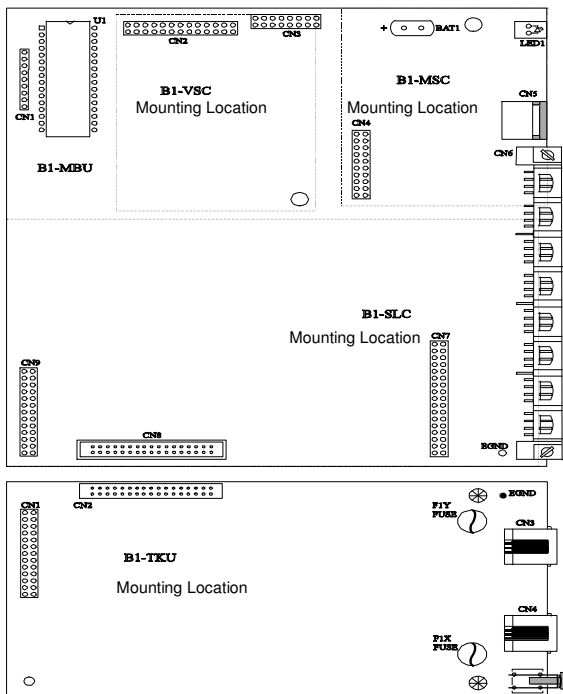 U1
CN2
CN3
+
BAT1
LED1
B1-VSC
Mounting Location
B1-MSC
Mounting Location
CN1
CN5
CN4
CN6
B1-MBU
B1-SLC
Mounting Location
CN7
CN9
CN8
EGND
CN1
CN2
F1Y
FUSE
EGND
CN3
B1-TKU
Mounting Location
CN4
F1X
FUSE